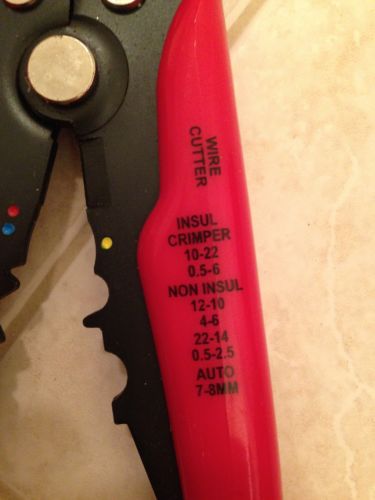 WIRE
CUTTER
INSUL
CRIMPER
10-22
0.5-6
NON INSUL
12-10
4-6
22-14
0.5-2.5
AUTO
7-8MM